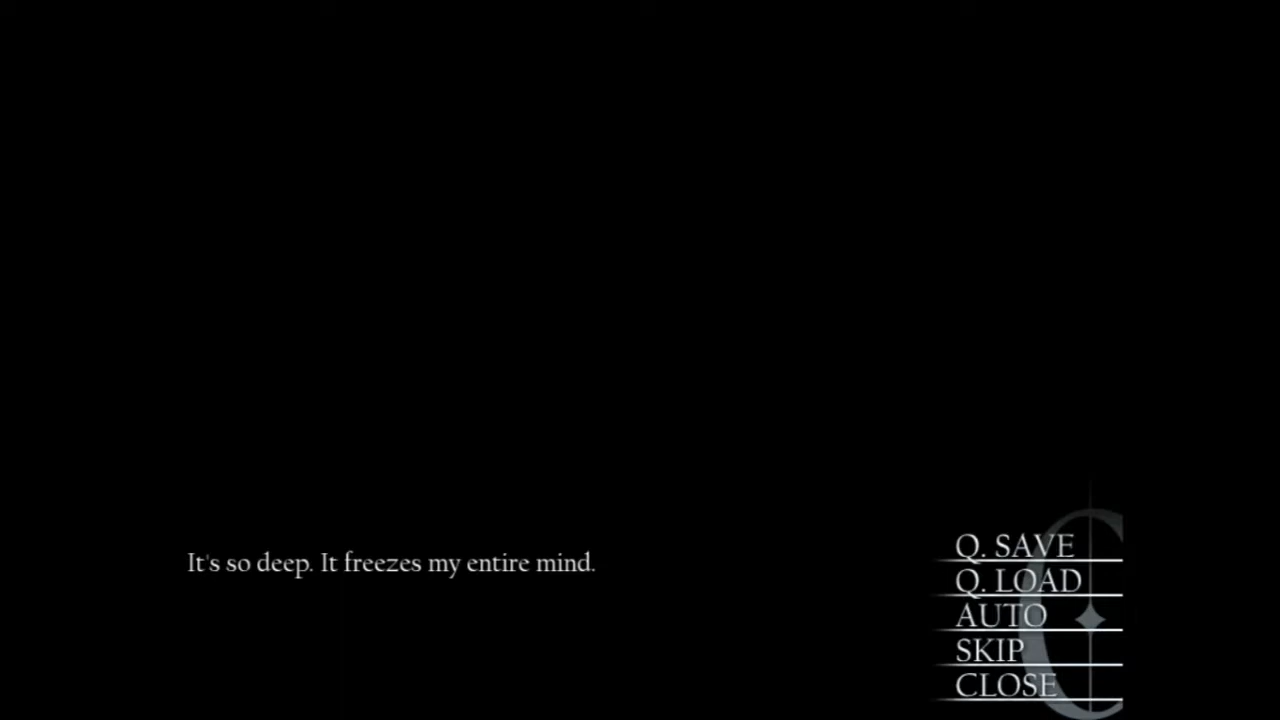 It's so deep. It freezes my entire mind.
Q. SAVE
Q. LOAD
AUTO
SKIP
CLOSE